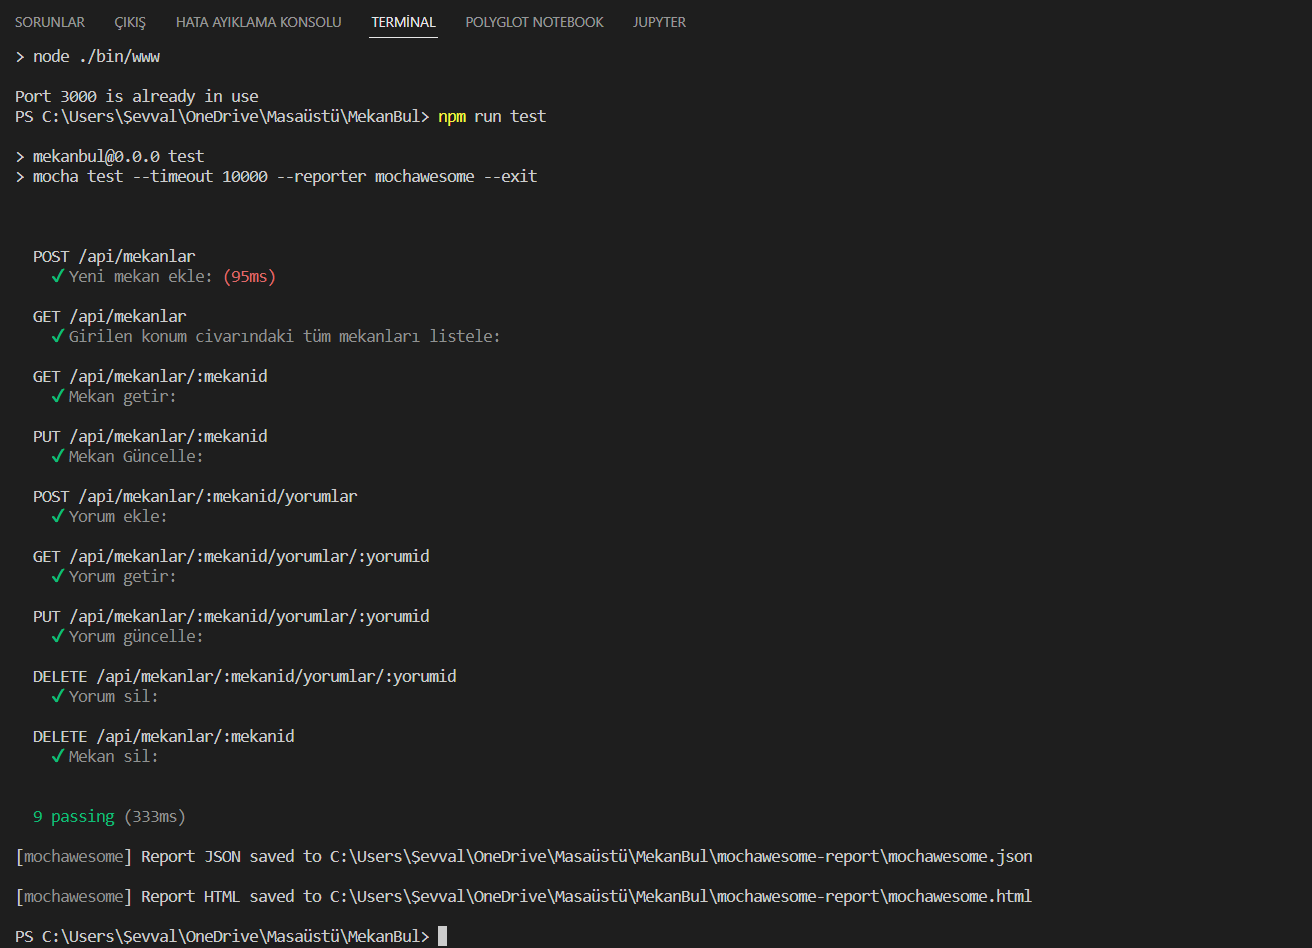 SORUNLAR ÇIKIŞ HATA AYIKLAMA KONSOLU TERMİNAL POLYGLOT NOTEBOOK JUPYTER
> node ./bin/www
Port 3000 is already in use
PS C:\Users\Şevval\OneDrive\Masaüstü\MekanBul> npm run test
> mekanbul@0.0.0 test
> mocha test --timeout 10000 --reporter mochawesome --exit
POST /api/mekanlar
✓ Yeni mekan ekle: (95ms)
GET /api/mekanlar
✓ Girilen konum civarındaki tüm mekanları listele:
GET /api/mekanlar/:mekanid
✓ Mekan getir:
PUT /api/mekanlar/:mekanid
✓ Mekan Güncelle:
POST /api/mekanlar/:mekanid/yorumlar
✓ Yorum ekle:
GET /api/mekanlar/:mekanid/yorumlar/:yorumid
✓ Yorum getir:
PUT /api/mekanlar/:mekanid/yorumlar/:yorumid
✓ Yorum güncelle:
DELETE /api/mekanlar/:mekanid/yorumlar/:yorumid
✓ Yorum sil:
DELETE /api/mekanlar/:mekanid
✓ Mekan sil:
9 passing (333ms)
[mochawesome] Report JSON saved to C:\Users\Şevval\OneDrive\Masaüstü\MekanBul\mochawesome-report\mochawesome.json
[mochawesome] Report HTML saved to C:\Users\Şevval\OneDrive\Masaüstü\MekanBul\mochawesome-report\mochawesome.html
PS C:\Users\Şevval\OneDrive\Masaüstü\MekanBul>